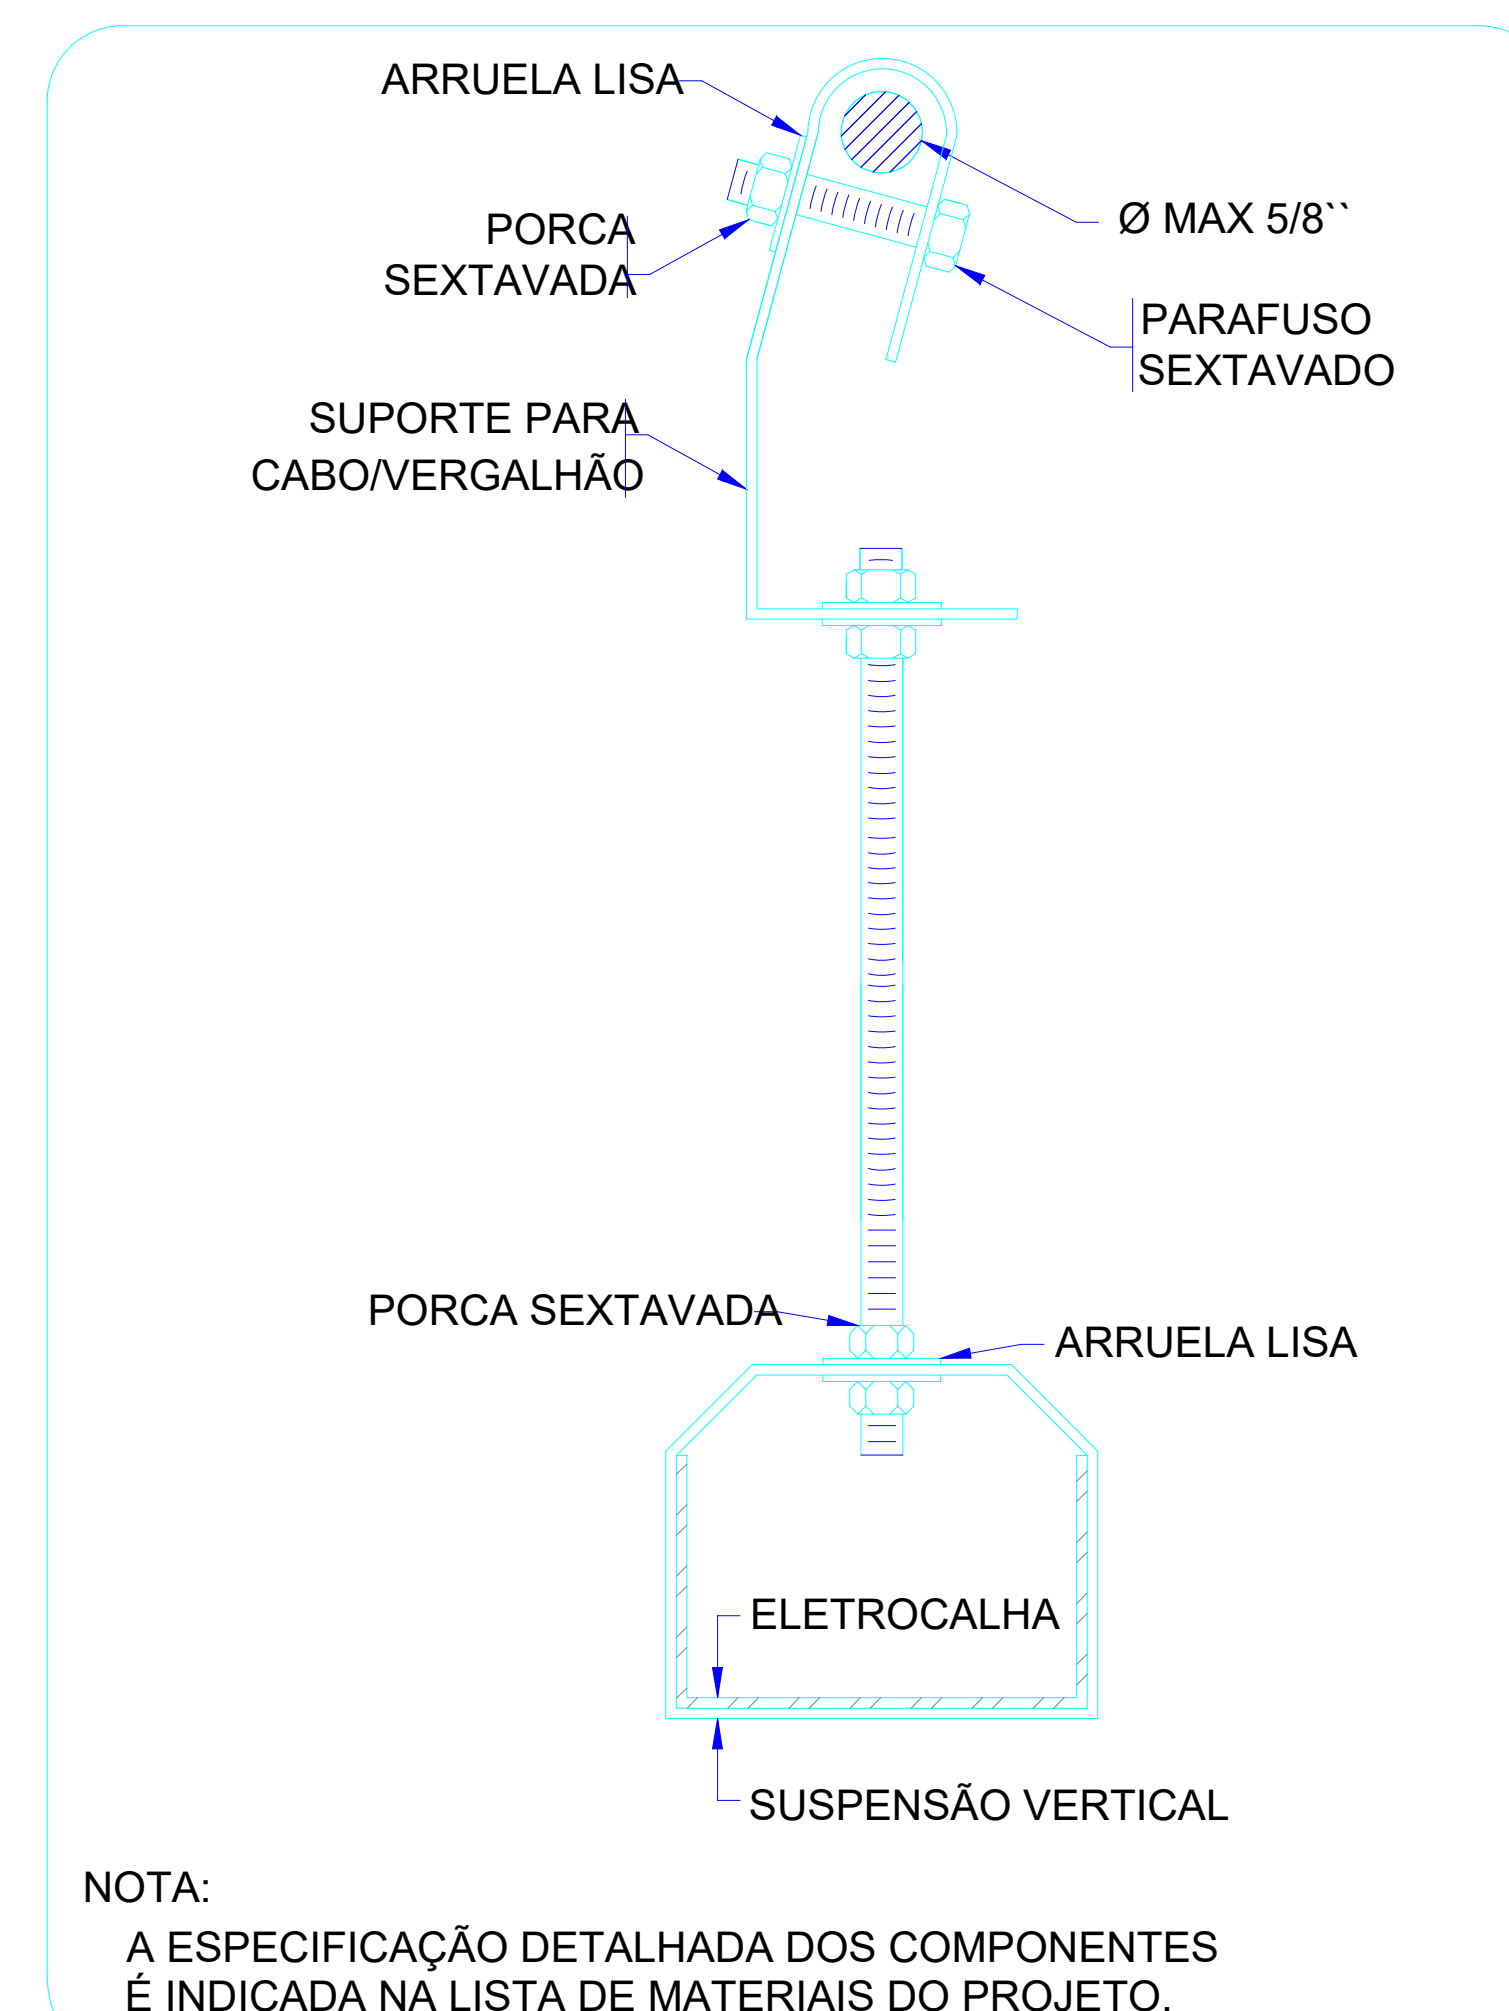 ARRUELA LISA
Ø MAX 5/8``
PORCA
SEXTAVADA
PARAFUSO
SEXTAVADO
SUPORTE PARA
CABO/VERGALHÃO
PORCA SEXTAVADA
ARRUELA LISA
ELETROCALHA
SUSPENSÃO VERTICAL
NOTA:
A ESPECIFICAÇÃO DETALHADA DOS COMPONENTES
É INDICADA NA LISTA DE MATERIAIS DO PROJETO.